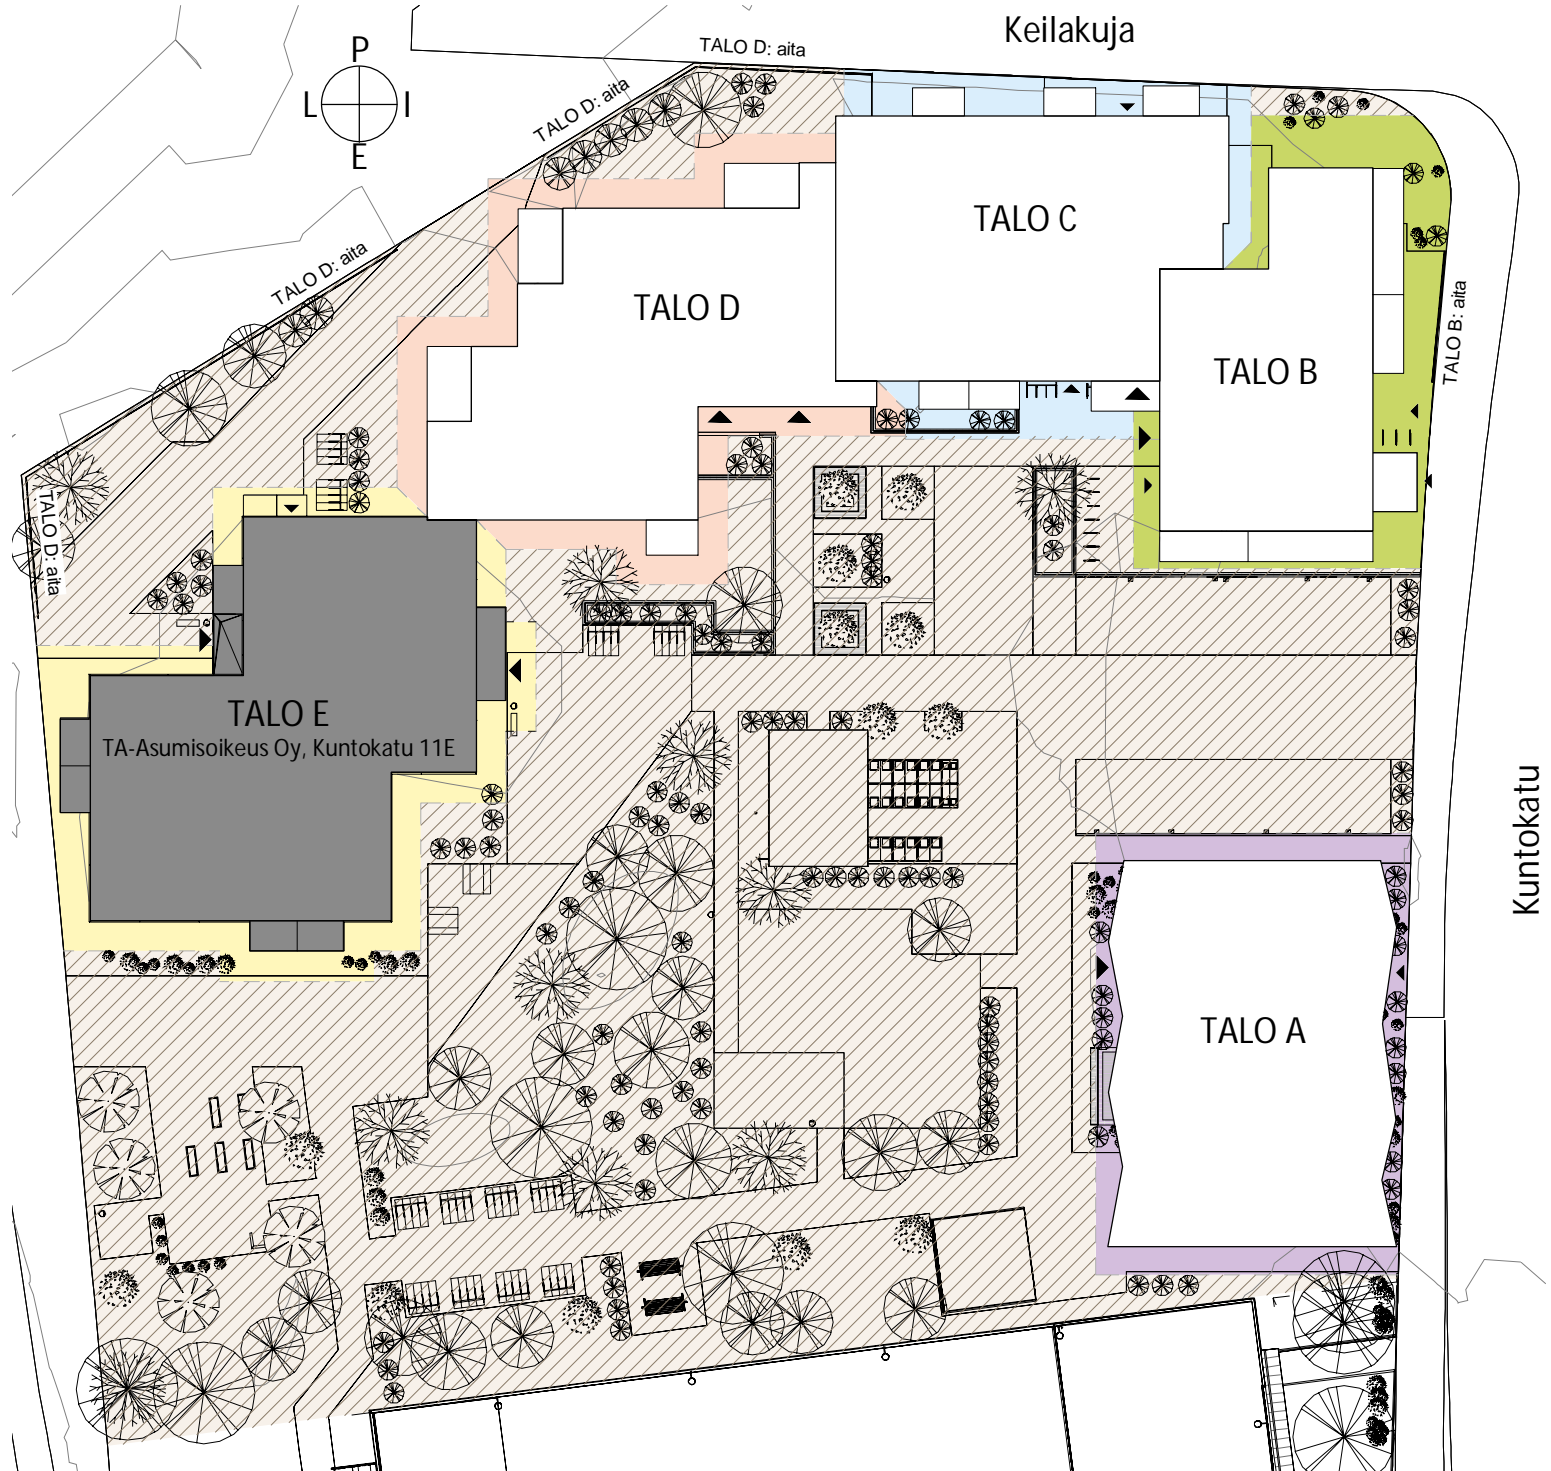 Keilakuja
P
L I
E
TALO D: aita
TALO D: aita
TALO D: aita
TALO D: aita
TALO C
TALO D
TALO B
TALO B: aita
TALO E
TA-Asumisoikeus Oy, Kuntokatu 11E
Kuntokatu
TALO A